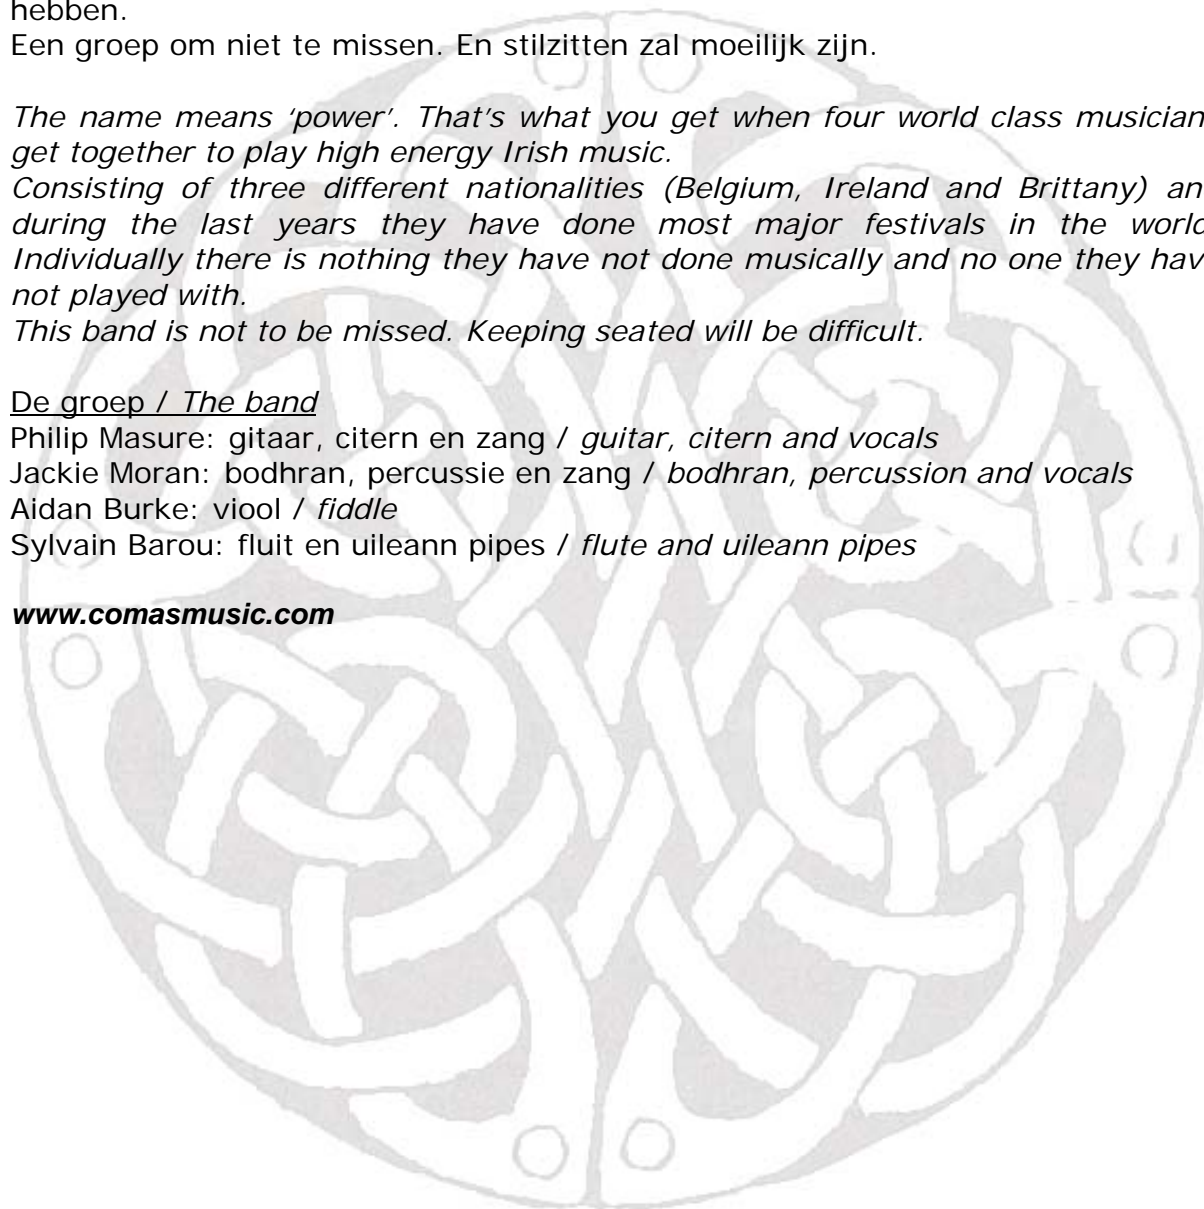 hebben.
Een groep om niet te missen. En stilzitten zal moeilijk zijn.
The name means ‘power’. That’s what you get when four world class musician
get together to play high energy Irish music.
Consisting of three different nationalities (Belgium, Ireland and Brittany) an
during the last years they have done most major festivals in the world
Individually there is nothing they have not done musically and no one they hav
not played with.
This band is not to be missed. Keeping seated will be difficult.
De groep / The band
Philip Masure: gitaar, citern en zang / guitar, citern and vocals
Jackie Moran: bodhran, percussie en zang / bodhran, percussion and vocals
Aidan Burke: viool / fiddle
Sylvain Barou: fluit en uileann pipes / flute and uileann pipes
www.comasmusic.com